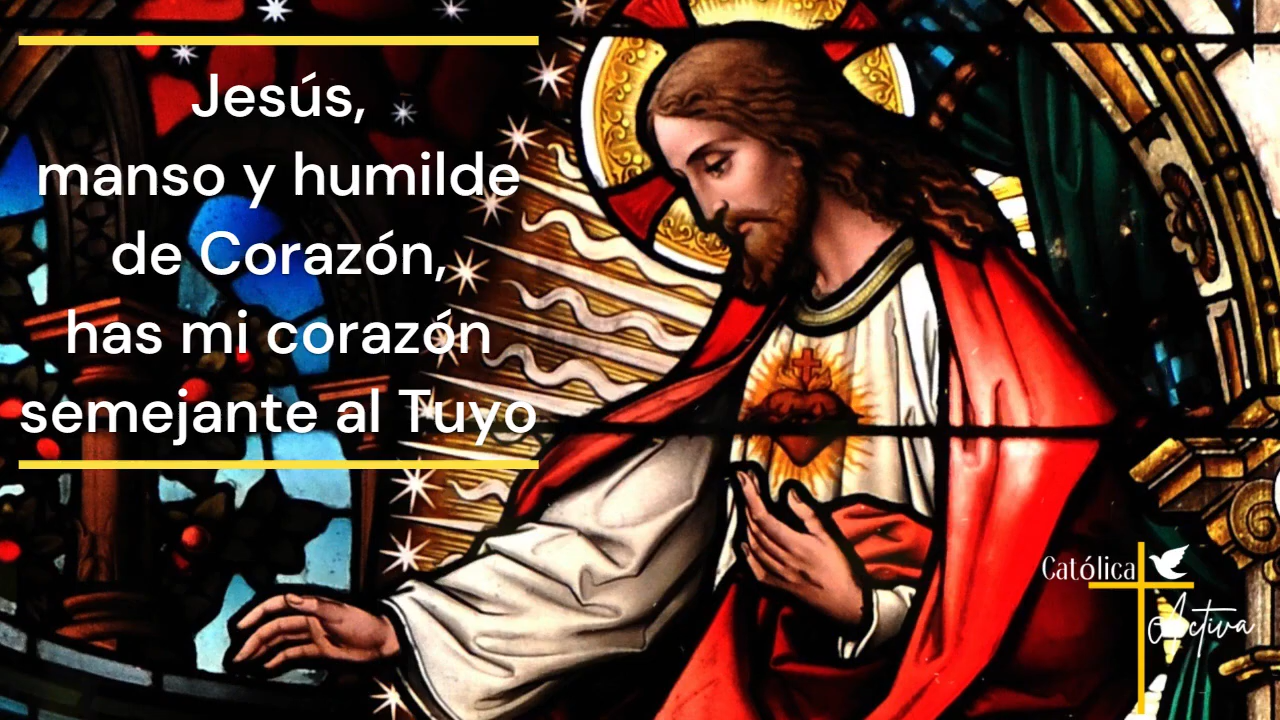 Jesús,
manso y humilde
de Corazón,
has mi corazón
semejante al Tuyo
Católica
Activa